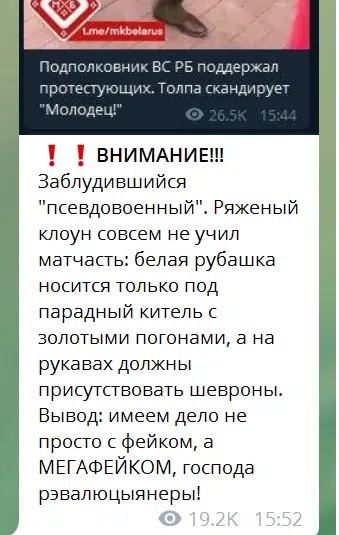 МКБ
t.me/mkbelarus
Подполковник ВС РБ поддержал
протестующих. Толпа скандирует
"Молодец!"
26.5K 15:44
❗❗ ВНИМАНИЕ!!!
Заблудившийся
"псевдовоенный". Ряженый
клоун совсем не учил
матчасть: белая рубашка
носится только под
парадный китель с
золотыми погонами, а на
рукавах должны
присутствовать шевроны.
Вывод: имеем дело не
просто с фейком, а
МЕГАФЕЙКОМ, господа
рэвалюцыянеры!
19.2K 15:52